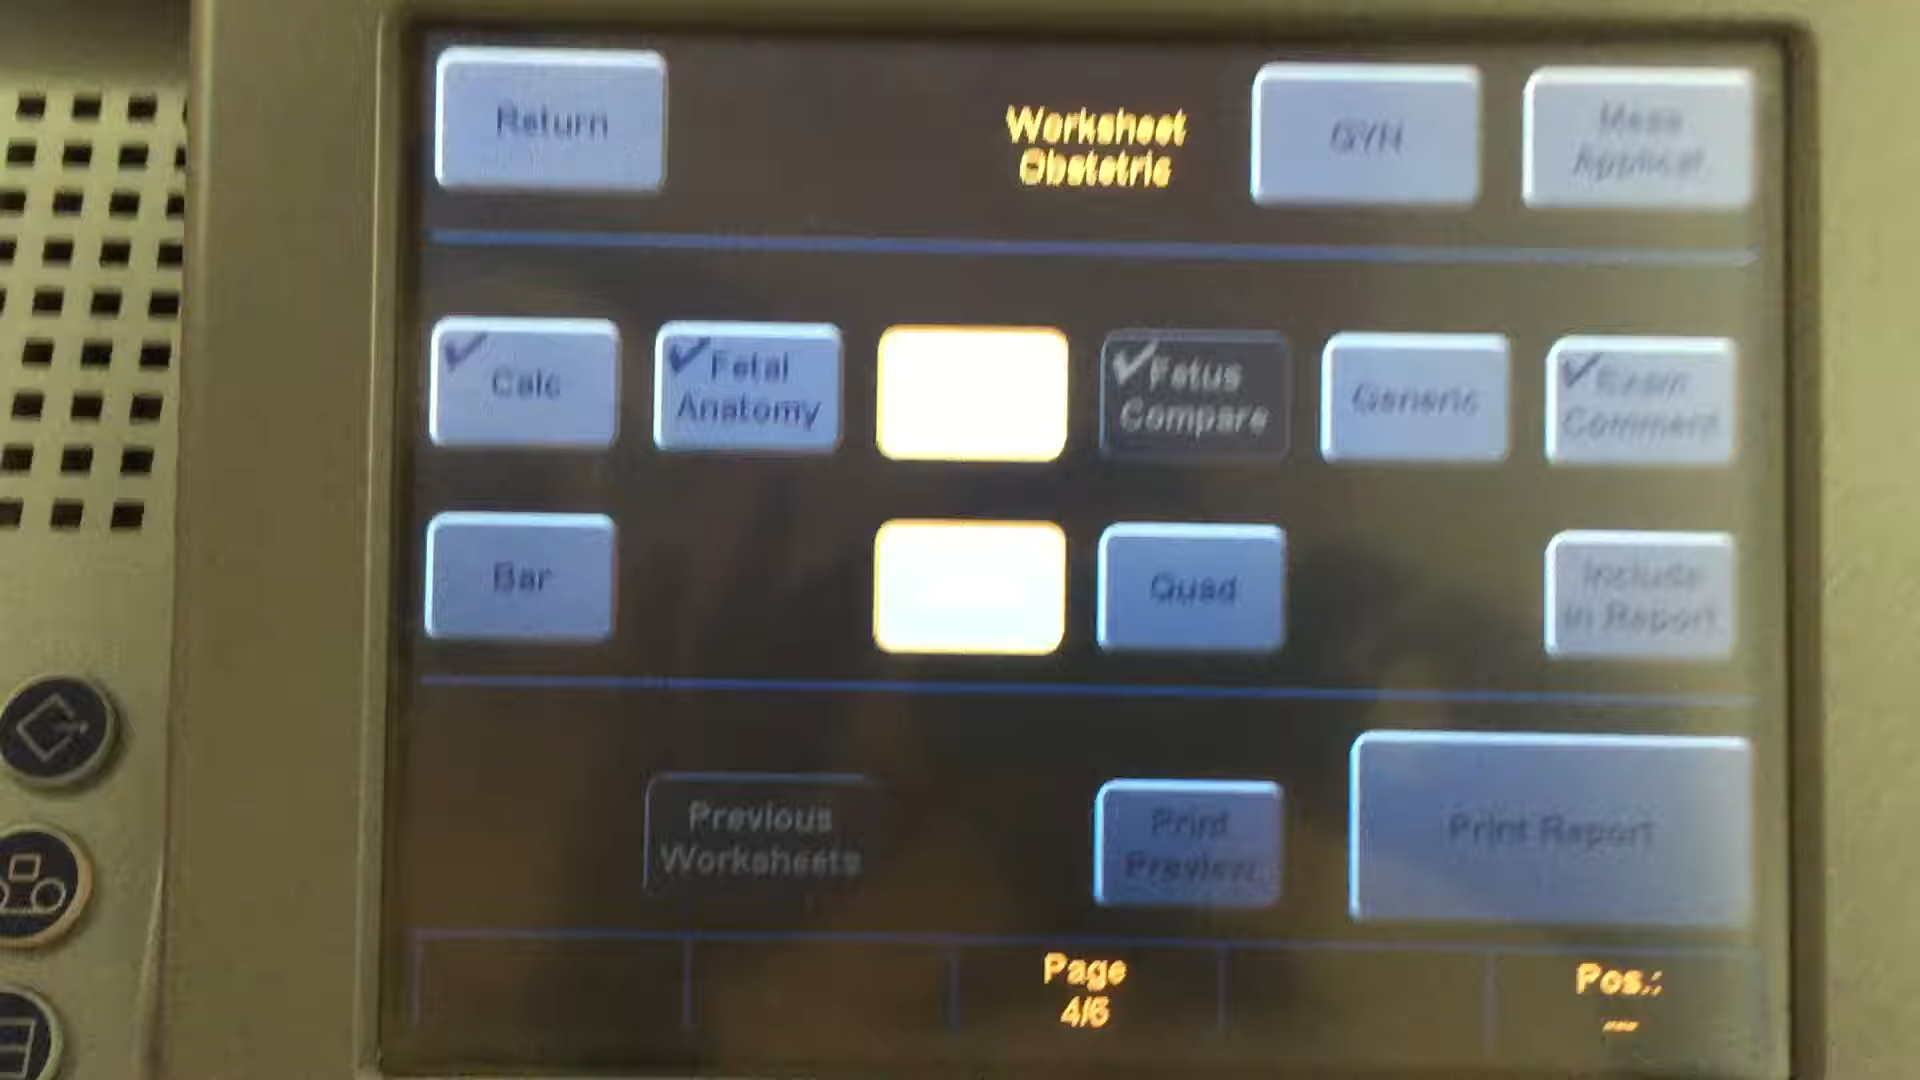 Return
Worksheet
Obstetric
GYN
Meas
Applicat.
Calc
Fetal
Anatomy
Fetus
Compare
Generic
Exam
Comment
Bar
Quad
Include
in Report
Previous
Worksheets
Print
Preview
Print Report
Page
4/6
Pos.:
---